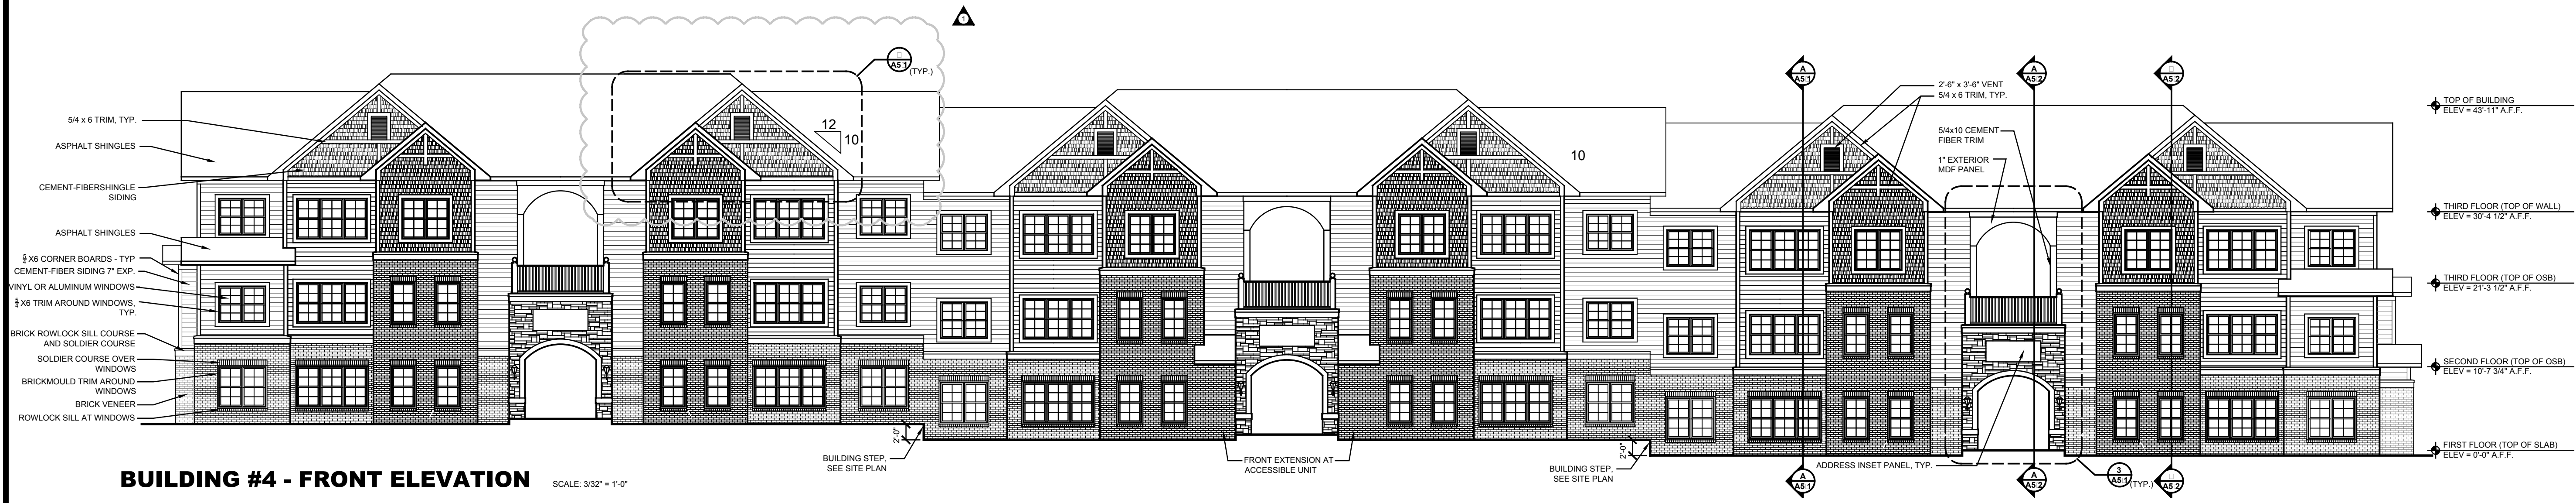 1
A5 1
(TYP.)
5/4 x 6 TRIM, TYP.
ASPHALT SHINGLES
CEMENT-FIBERSHINGLE
SIDING
ASPHALT SHINGLES
5/4 X6 CORNER BOARDS - TYP
CEMENT-FIBER SIDING 7" EXP.
VINYL OR ALUMINUM WINDOWS
5/4 X6 TRIM AROUND WINDOWS,
TYP.
BRICK ROWLOCK SILL COURSE
AND SOLDIER COURSE
SOLDIER COURSE OVER
WINDOWS
BRICKMOULD TRIM AROUND
WINDOWS
BRICK VENEER
ROWLOCK SILL AT WINDOWS
12
10
10
A
A5 1
A
A5 2
A5 2
2'-6" x 3'-6" VENT
5/4 x 6 TRIM, TYP.
5/4x10 CEMENT
FIBER TRIM
1" EXTERIOR
MDF PANEL
TOP OF BUILDING
ELEV = 43'-11" A.F.F.
THIRD FLOOR (TOP OF WALL)
ELEV = 30'-4 1/2" A.F.F.
THIRD FLOOR (TOP OF OSB)
ELEV = 21'-3 1/2" A.F.F.
SECOND FLOOR (TOP OF OSB)
ELEV = 10'-7 3/4" A.F.F.
FIRST FLOOR (TOP OF SLAB)
ELEV = 0'-0" A.F.F.
2'-0"
BUILDING STEP,
SEE SITE PLAN
FRONT EXTENSION AT
ACCESSIBLE UNIT
2'-0"
BUILDING STEP,
SEE SITE PLAN
ADDRESS INSET PANEL, TYP.
A
A5 1
A
A5 2
3
A5 1
(TYP.)
A5 2
BUILDING #4 - FRONT ELEVATION
SCALE: 3/32" = 1'-0"